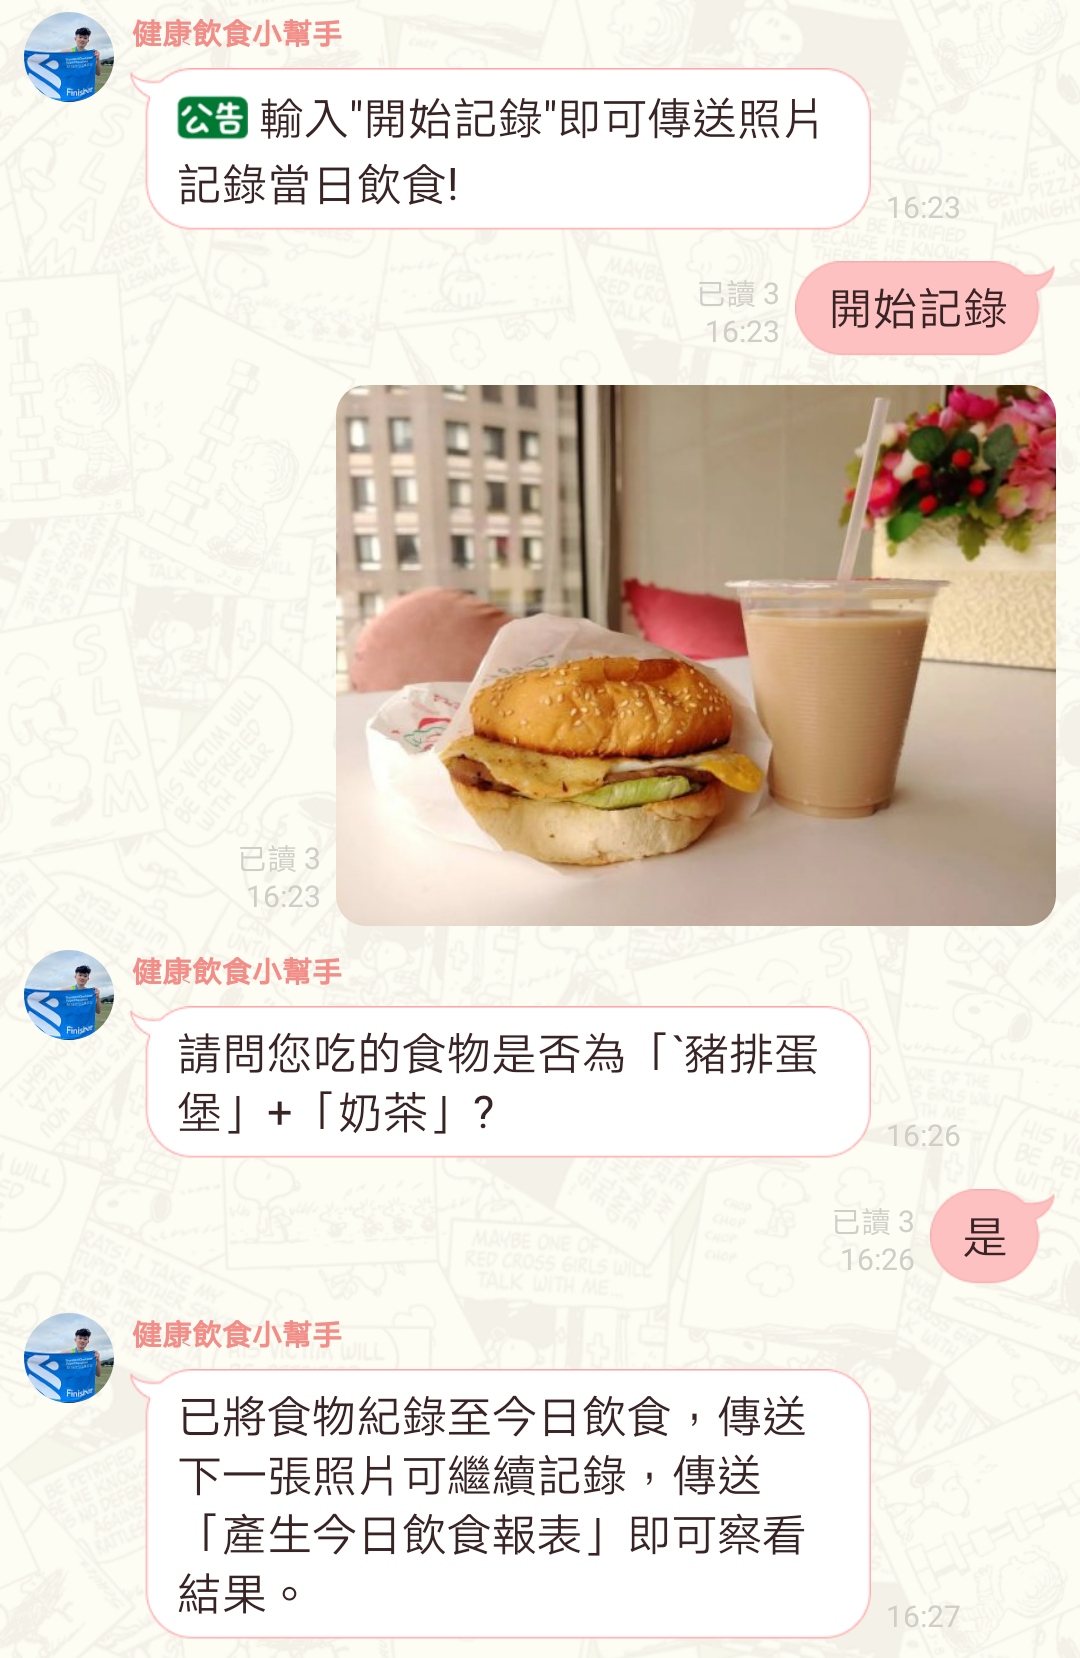 健康飲食小幫手
公告 輸入"開始記錄"即可傳送照片
記錄當日飲食!
16:23
已讀 3
16:23
開始記錄
已讀 3
16:23
健康飲食小幫手
請問您吃的食物是否為「`豬排蛋
堡」+「奶茶」?
16:26
已讀 3
16:26
是
健康飲食小幫手
已將食物紀錄至今日飲食，傳送
下一張照片可繼續記錄，傳送
「產生今日飲食報表」即可察看
結果。
16:27